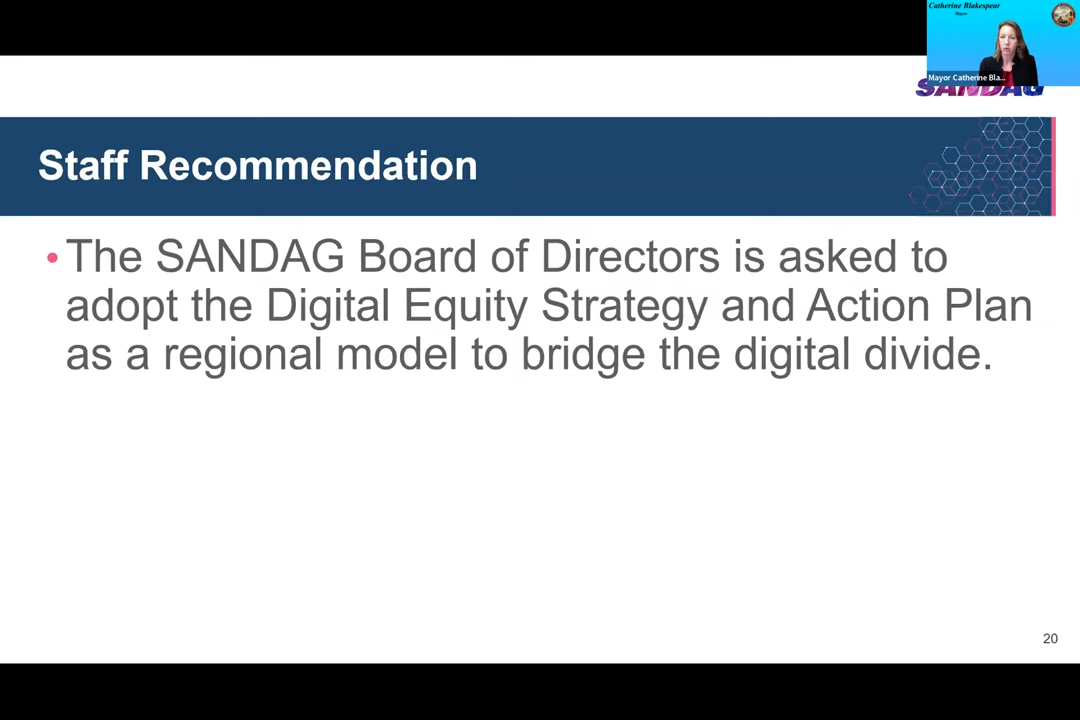 Catherine Blakespear
Mayor
Mayor Catherine Bla...
SANDAG
Staff Recommendation
• The SANDAG Board of Directors is asked to
adopt the Digital Equity Strategy and Action Plan
as a regional model to bridge the digital divide.
20